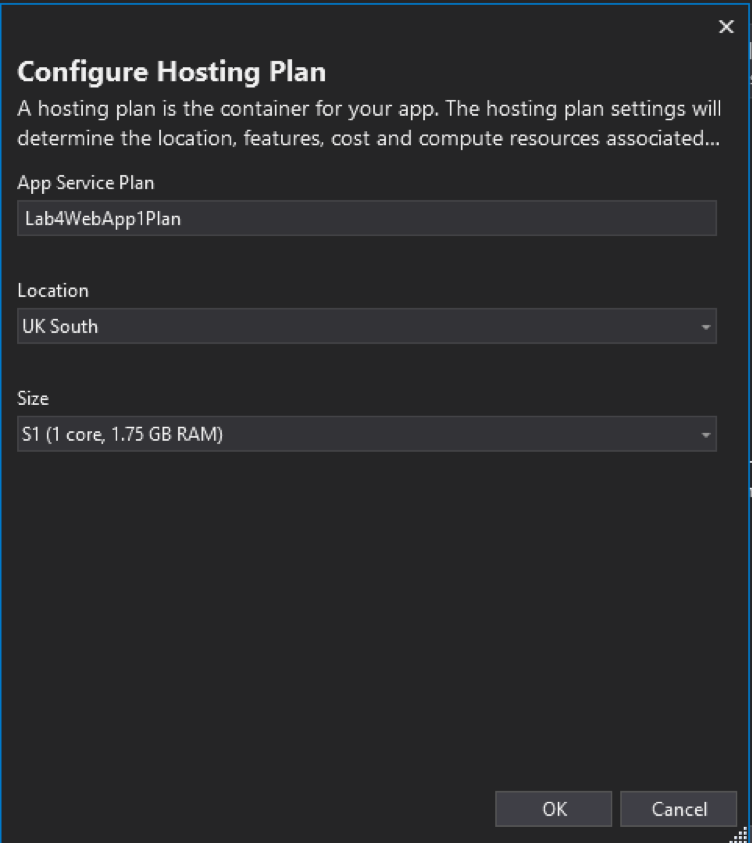 Configure Hosting Plan
A hosting plan is the container for your app. The hosting plan settings will
determine the location, features, cost and compute resources associated...
App Service Plan
Lab4WebApp1Plan
Location
UK South
Size
S1 (1 core, 1.75 GB RAM)
OK Cancel